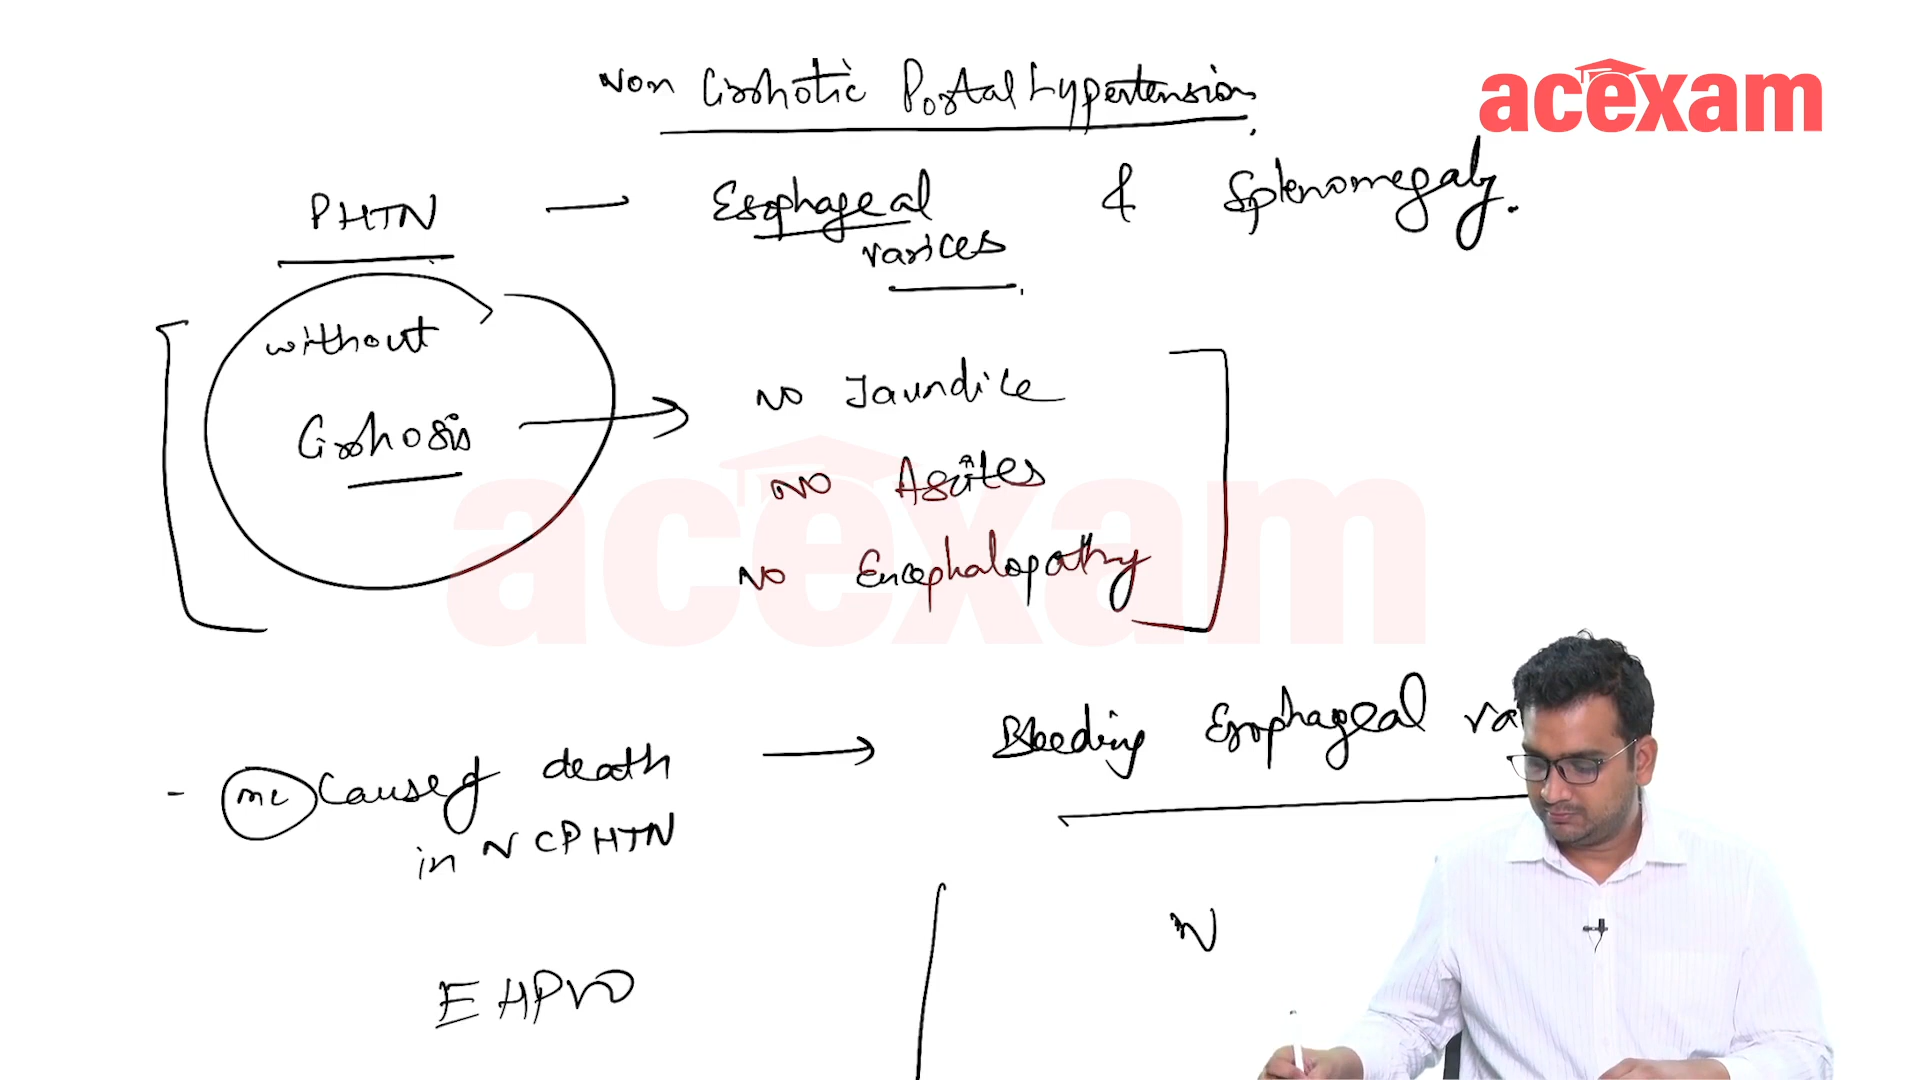 Non Cirrhotic Portal Hypertension
acexam
PHTN — Esophageal varices & Splenomegaly.
without
Cirrhosis → No Jaundice
No Ascites
No Encephalopathy
acexam
- mc Cause of death in NCPHTN → Bleeding Esophageal va
EHPVO
N